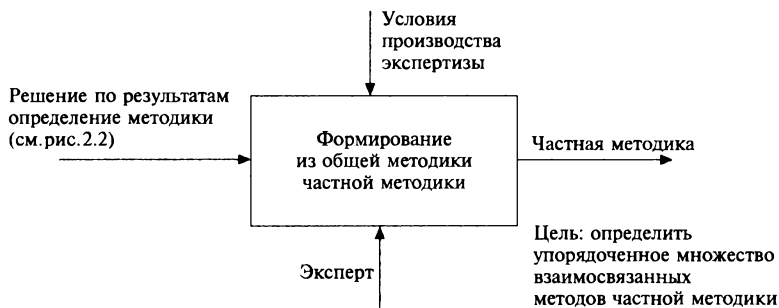 Условия
производства
экспертизы
Решение по результатам
определение методики
(см.рис.2.2)
Формирование
из общей методики
частной методики
Частная методика
Эксперт
Цель: определить
упорядоченное множество
взаимосвязанных
методов частной методики